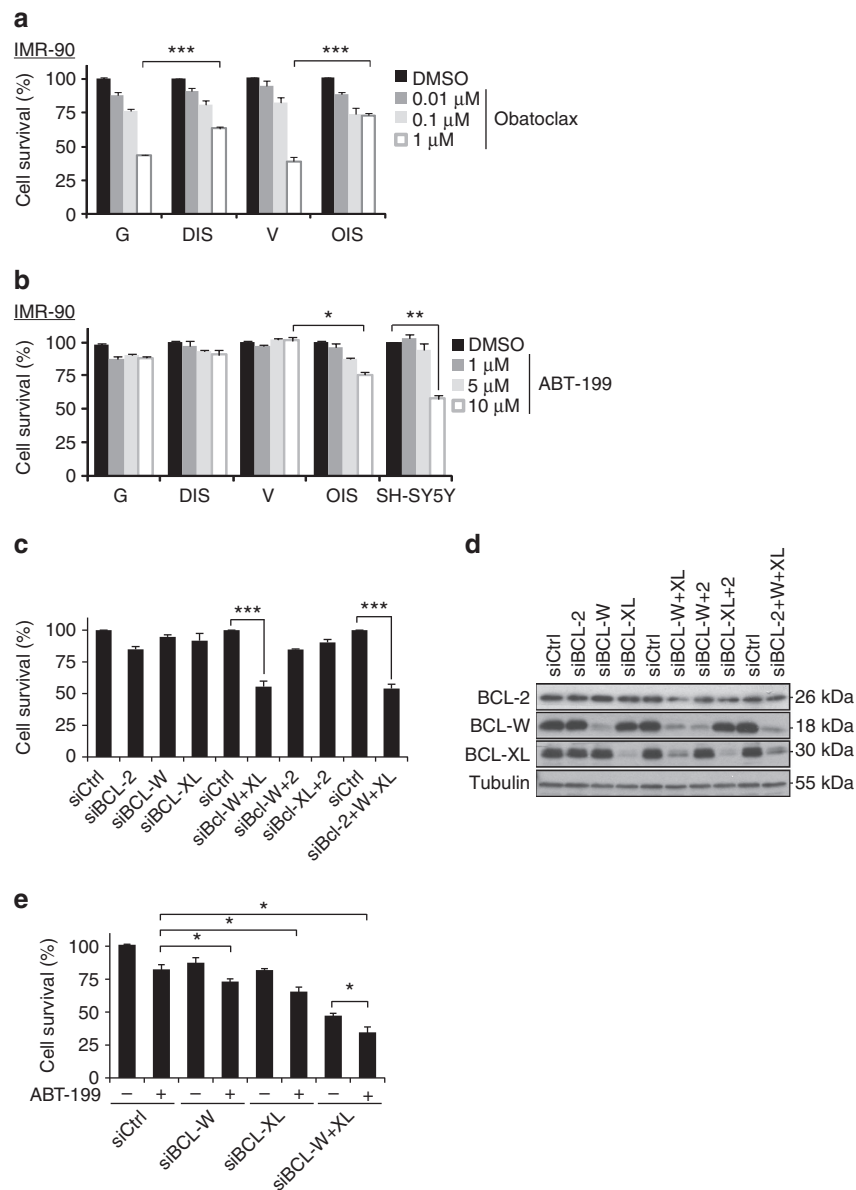 a
IMR-90
***
***
Cell survival (%)
100
75
50
25
0
G
DIS
V
OIS
DMSO
0.01 μM
0.1 μM
1 μM
Obatoclax
b
IMR-90
*
**
Cell survival (%)
100
75
50
25
0
G
DIS
V
OIS
SH-SY5Y
DMSO
1 μM
5 μM
10 μM
ABT-199
c
***
***
Cell survival (%)
100
75
50
25
0
siCtrl
siBCL-2
siBCL-W
siBCL-XL
siCtrl
siBcl-W+XL
siBcl-W+2
siBcl-XL+2
siCtrl
siBcl-2+W+XL
d
siCtrl
siBCL-2
siBCL-W
siBCL-XL
siCtrl
siBCL-W+XL
siBCL-W+2
siBCL-XL+2
siCtrl
siBCL-2+W+XL
BCL-2
26 kDa
BCL-W
18 kDa
BCL-XL
30 kDa
Tubulin
55 kDa
e
*
*
*
*
Cell survival (%)
100
75
50
25
0
ABT-199 − + − + − + − +
siCtrl
siBCL-W
siBCL-XL
siBCL-W+XL